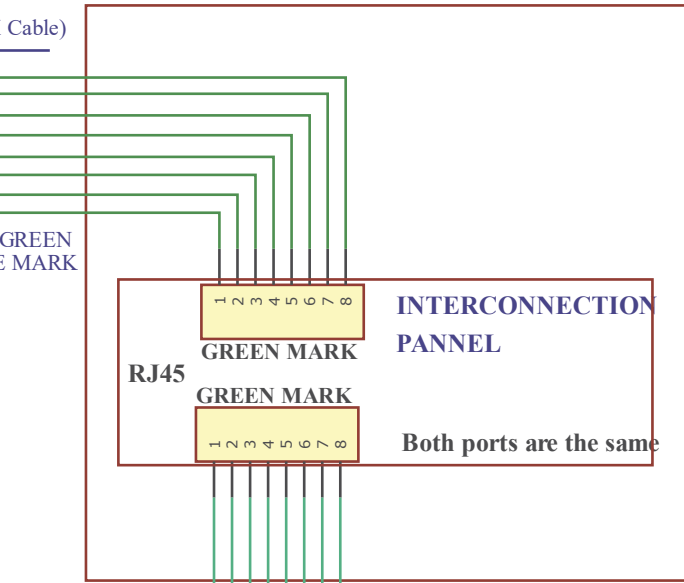 Cable)
GREEN
MARK
1 2 3 4 5 6 7 8
INTERCONNECTION
PANNEL
GREEN MARK
RJ45
GREEN MARK
1 2 3 4 5 6 7 8
Both ports are the same